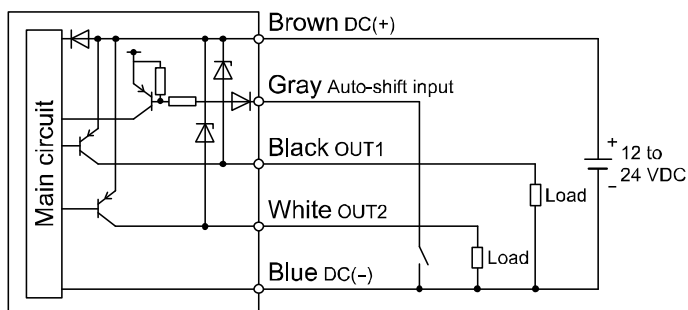 Brown DC(+)
Gray Auto-shift input
Main circuit
Black OUT1
+ 12 to
24 VDC
−
Load
White OUT2
Load
Blue DC(−)